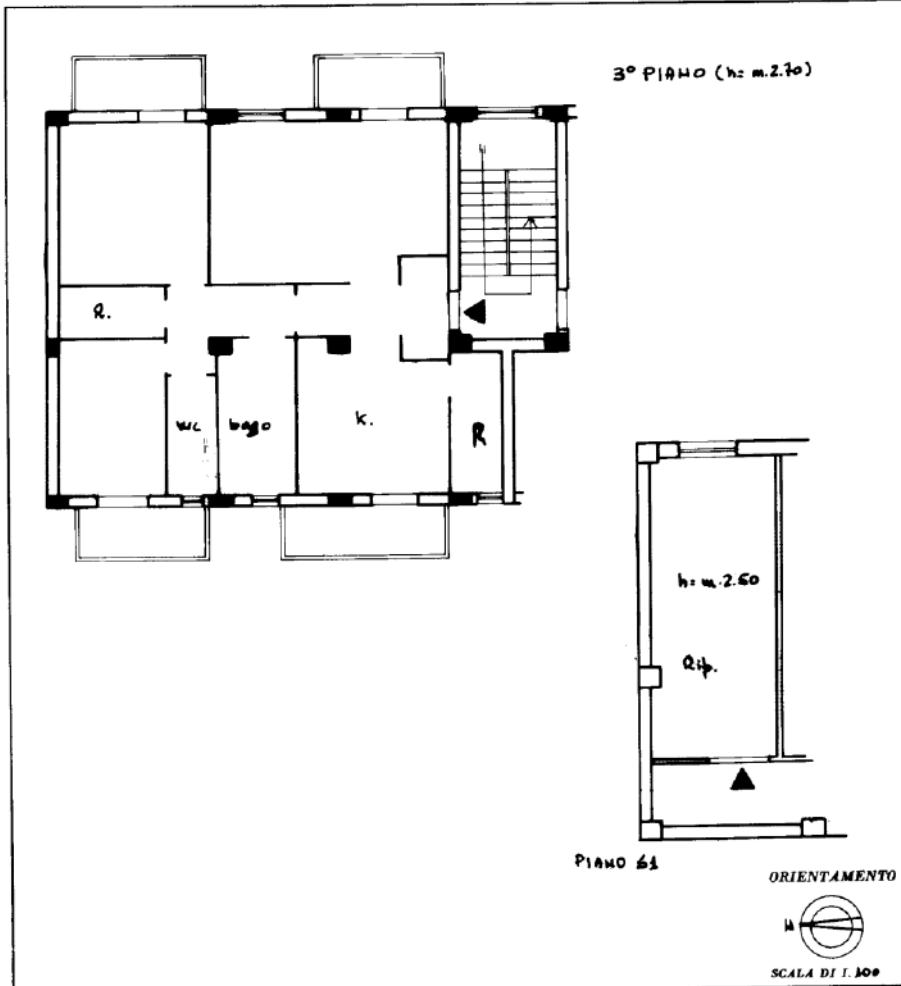 3° PIANO (h= m.2.70)
R.
wc
bagno
K.
R
h= m.2.60
Rip.
PIANO S1
ORIENTAMENTO
N
SCALA DI 1:100